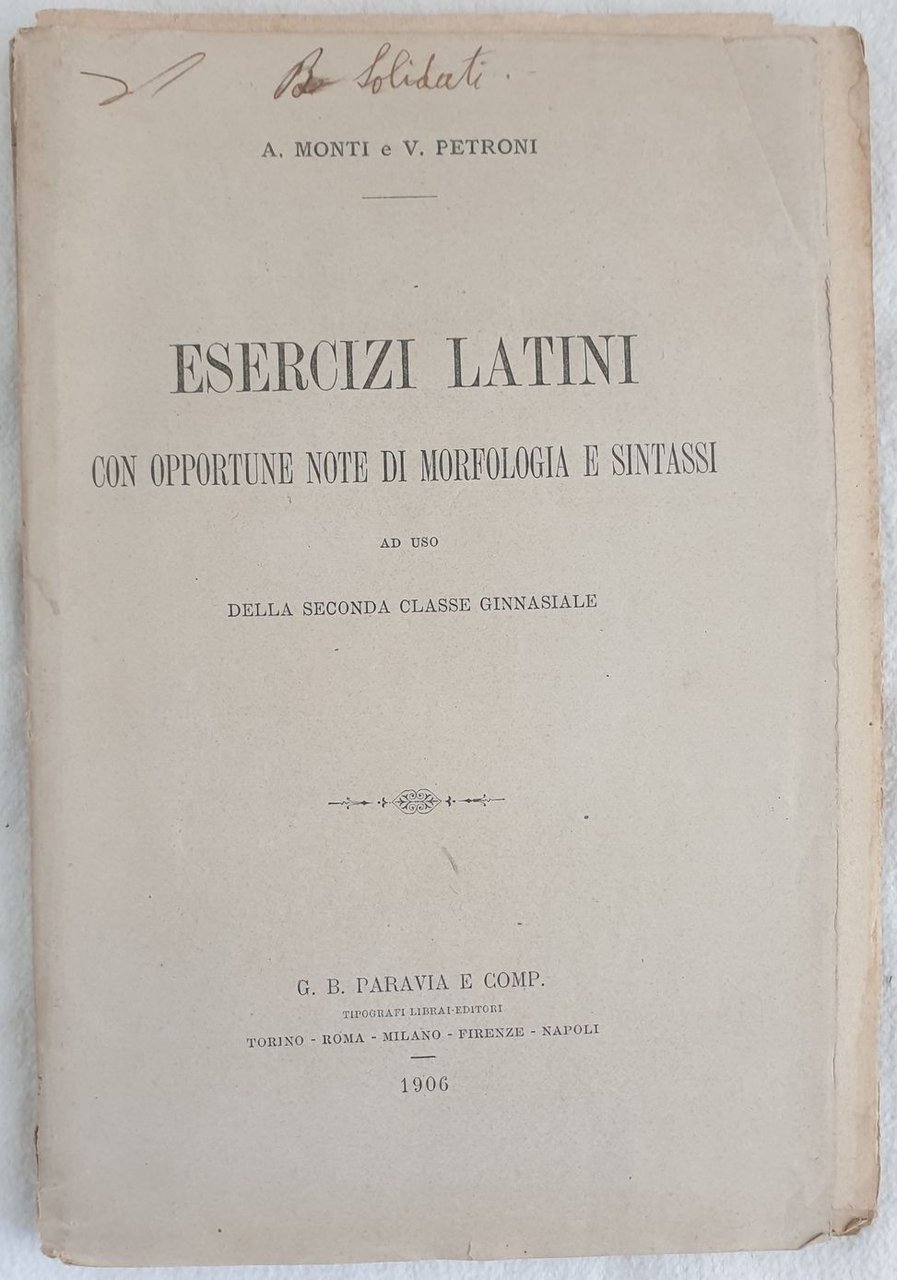 Solidati
A. MONTI e V. PETRONI
ESERCIZI LATINI
CON OPPORTUNE NOTE DI MORFOLOGIA E SINTASSI
AD USO
DELLA SECONDA CLASSE GINNASIALE
G. B. PARAVIA E COMP.
TIPOGRAFI LIBRAI-EDITORI
TORINO - ROMA - MILANO - FIRENZE - NAPOLI
1906